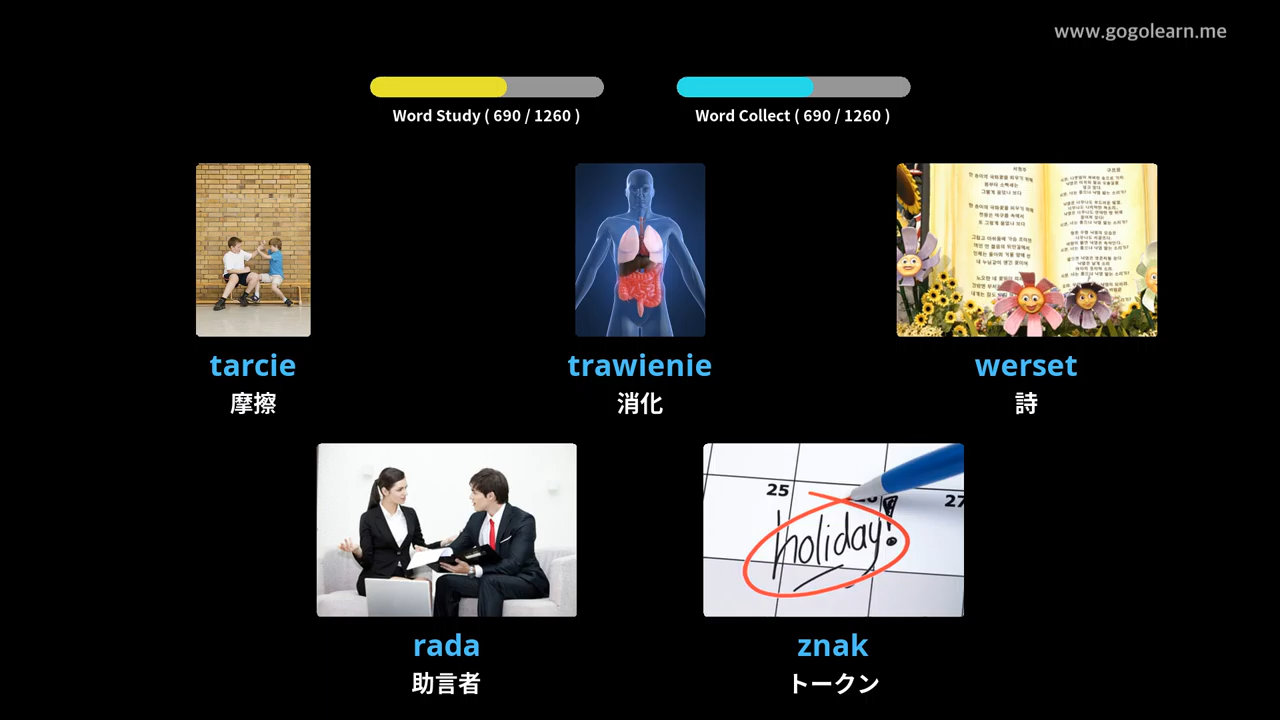 www.gogolearn.me
Word Study ( 690 / 1260 )
Word Collect ( 690 / 1260 )
tarcie
摩擦
trawienie
消化
werset
詩
25
27
holiday!
rada
助言者
znak
トークン